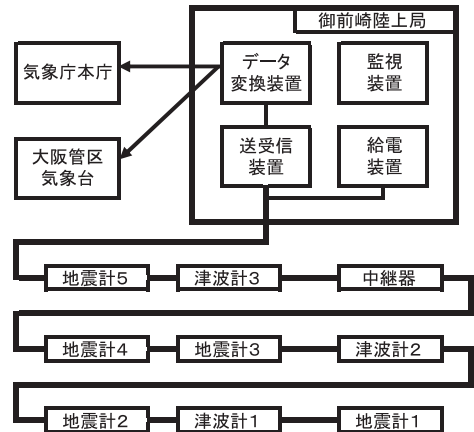 御前崎陸上局
気象庁本庁
データ
変換装置
監視
装置
大阪管区
気象台
送受信
装置
給電
装置
地震計5
津波計3
中継器
地震計4
地震計3
津波計2
地震計2
津波計1
地震計1